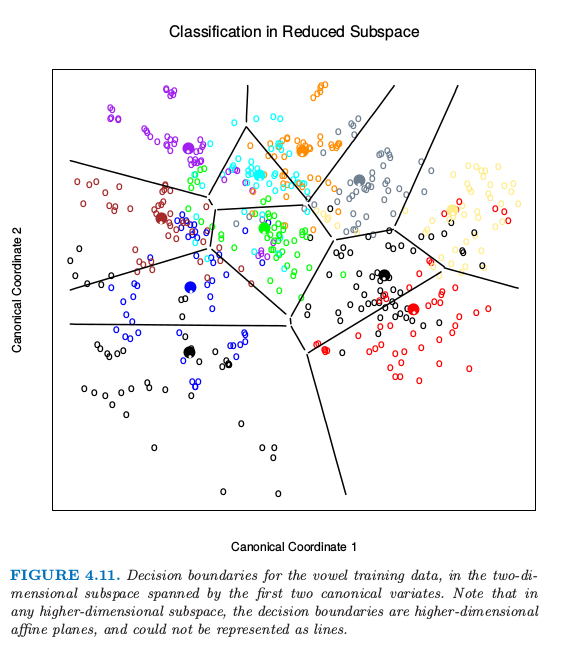 Classification in Reduced Subspace
Canonical Coordinate 2
Canonical Coordinate 1
FIGURE 4.11. Decision boundaries for the vowel training data, in the two-di-
mensional subspace spanned by the first two canonical variates. Note that in
any higher-dimensional subspace, the decision boundaries are higher-dimensional
affine planes, and could not be represented as lines.